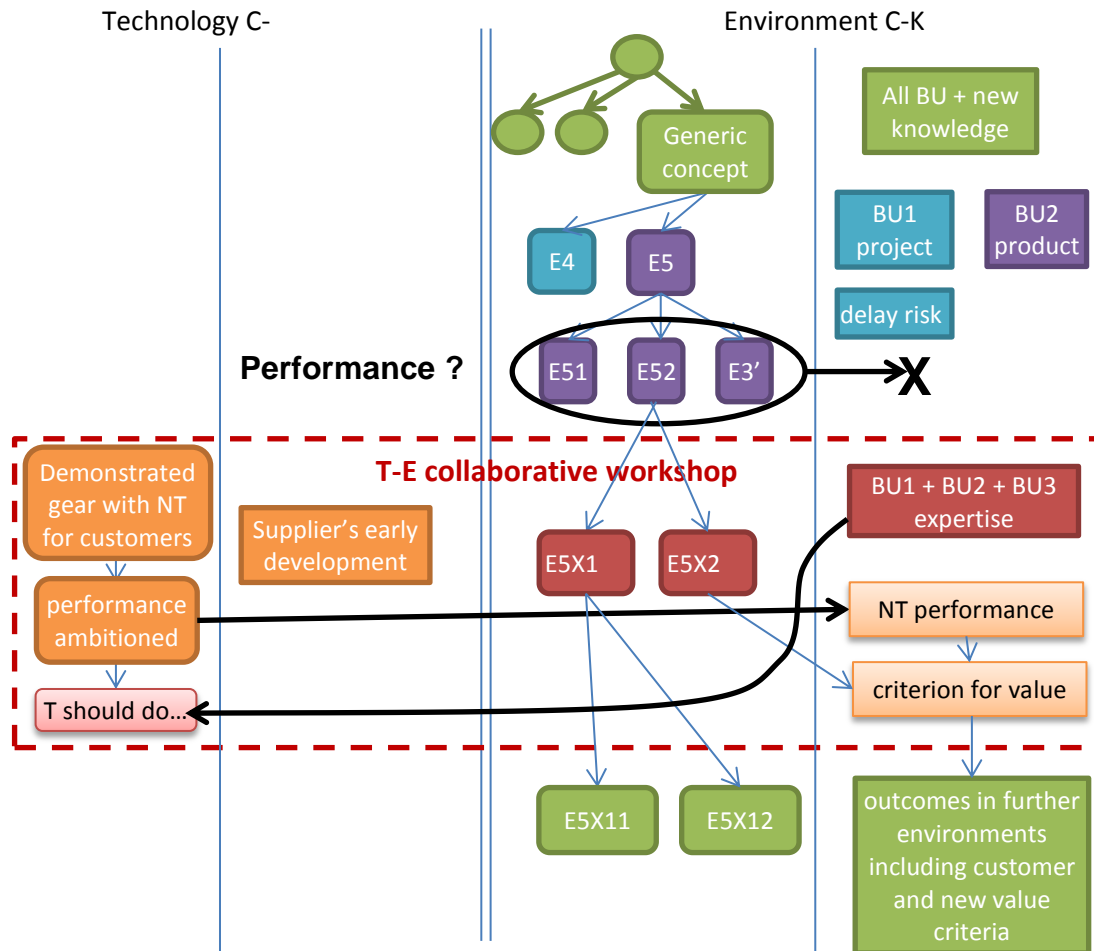 Technology C-
Environment C-K
All BU + new
knowledge
Generic
concept
BU1
project
BU2
product
E4
E5
delay risk
Performance ?
E51
E52
E3’
X
T-E collaborative workshop
Demonstrated
gear with NT
for customers
Supplier’s early
development
BU1 + BU2 + BU3
expertise
E5X1
E5X2
performance
ambitioned
NT performance
criterion for value
T should do…
E5X11
E5X12
outcomes in further
environments
including customer
and new value
criteria